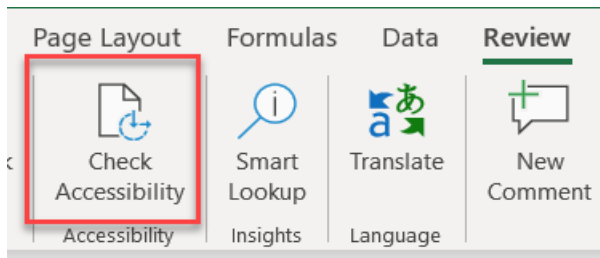 Page Layout Formulas Data Review
Check Accessibility
Smart Lookup
Translate
New Comment
Accessibility Insights Language